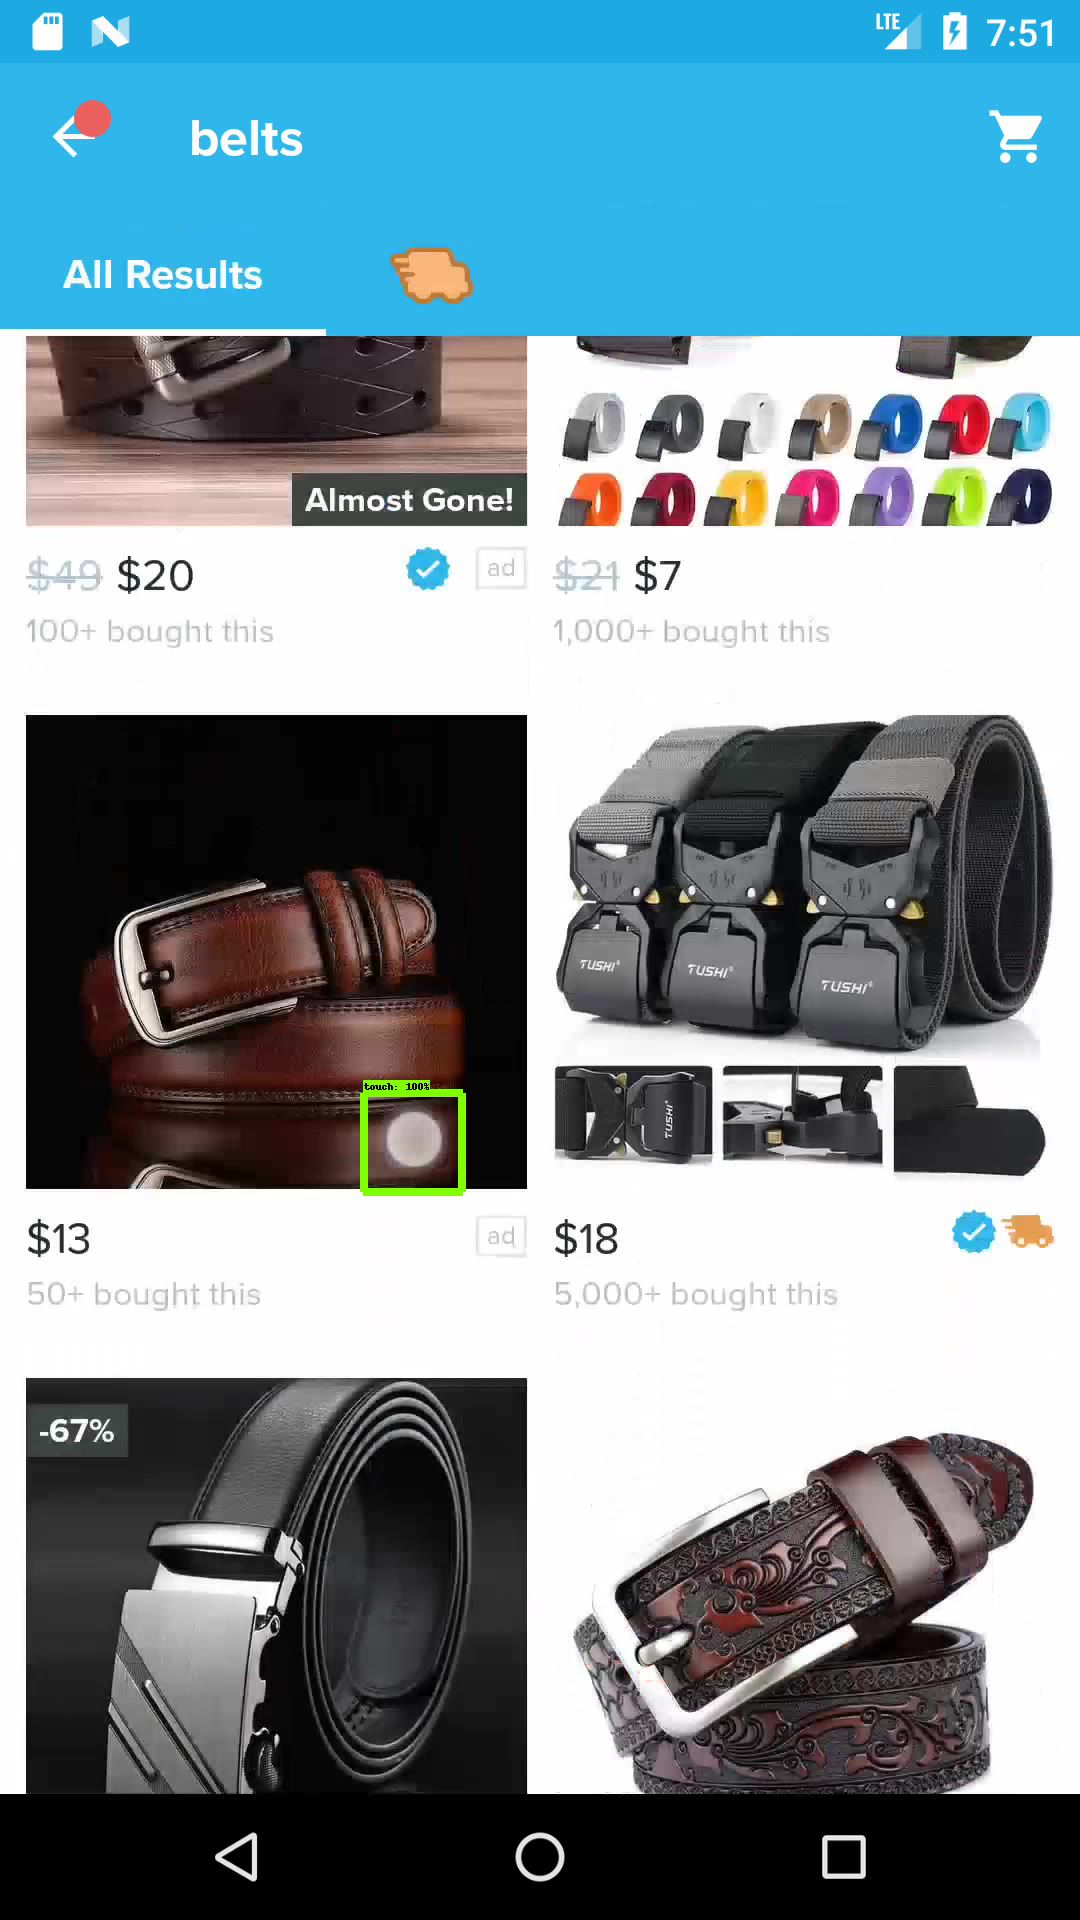 LTE 7:51
belts
All Results
Almost Gone!
$49 $20 ad
100+ bought this
$21 $7
1,000+ bought this
TUSHI
TUSHI
TUSHI
TUSHI
touch: 100%
$13 ad
50+ bought this
$18
5,000+ bought this
-67%